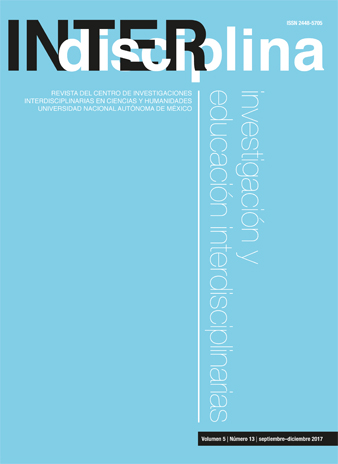 ISSN 2448-5705
INTER
disciplina
REVISTA DEL CENTRO DE INVESTIGACIONES
INTERDISCIPLINARIAS EN CIENCIAS Y HUMANIDADES
UNIVERSIDAD NACIONAL AUTÓNOMA DE MÉXICO
investigación y
educación interdisciplinarias
Volumen 5 | Número 13 | septiembre-diciembre 2017